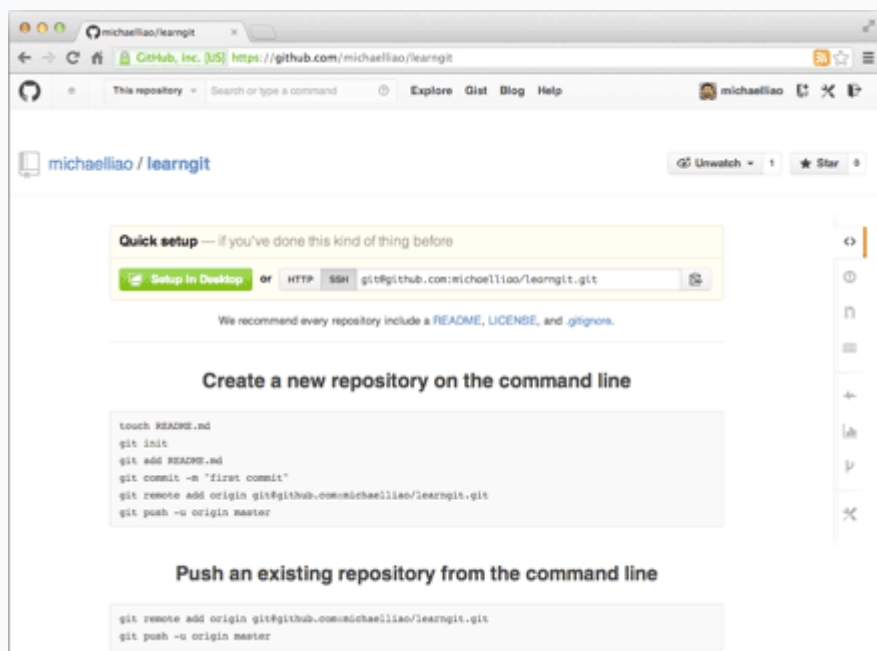 michaelliao/learngit
GitHub, Inc. [US] https://github.com/michaelliao/learngit
This repository Search or type a command Explore Gist Blog Help michaelliao
michaelliao / learngit Unwatch 1 Star 0
Quick setup — if you've done this kind of thing before
Setup in Desktop or HTTP SSH git@github.com:michaelliao/learngit.git
We recommend every repository include a README, LICENSE, and .gitignore.
Create a new repository on the command line
touch README.md
git init
git add README.md
git commit -m "first commit"
git remote add origin git@github.com:michaelliao/learngit.git
git push -u origin master
Push an existing repository from the command line
git remote add origin git@github.com:michaelliao/learngit.git
git push -u origin master